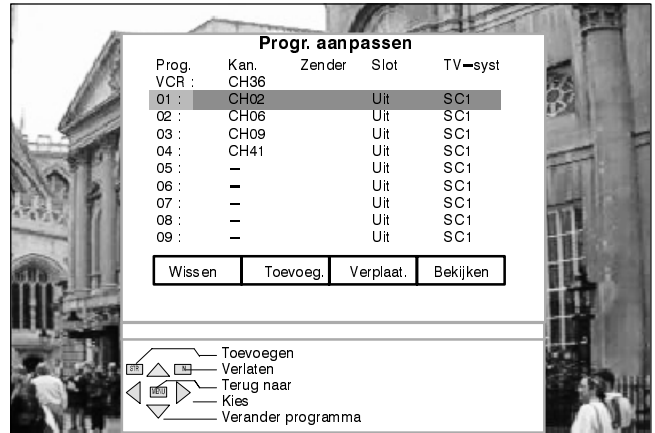 Progr. aanpassen
Prog. Kan. Zender Slot TV-syst
VCR : CH36
01 : CH02 Uit SC1
02 : CH06 Uit SC1
03 : CH09 Uit SC1
04 : CH41 Uit SC1
05 : – Uit SC1
06 : – Uit SC1
07 : – Uit SC1
08 : – Uit SC1
09 : – Uit SC1
Wissen Toevoeg. Verplaat. Bekijken
Toevoegen
STR N Verlaten
MENU Terug naar
Kies
Verander programma